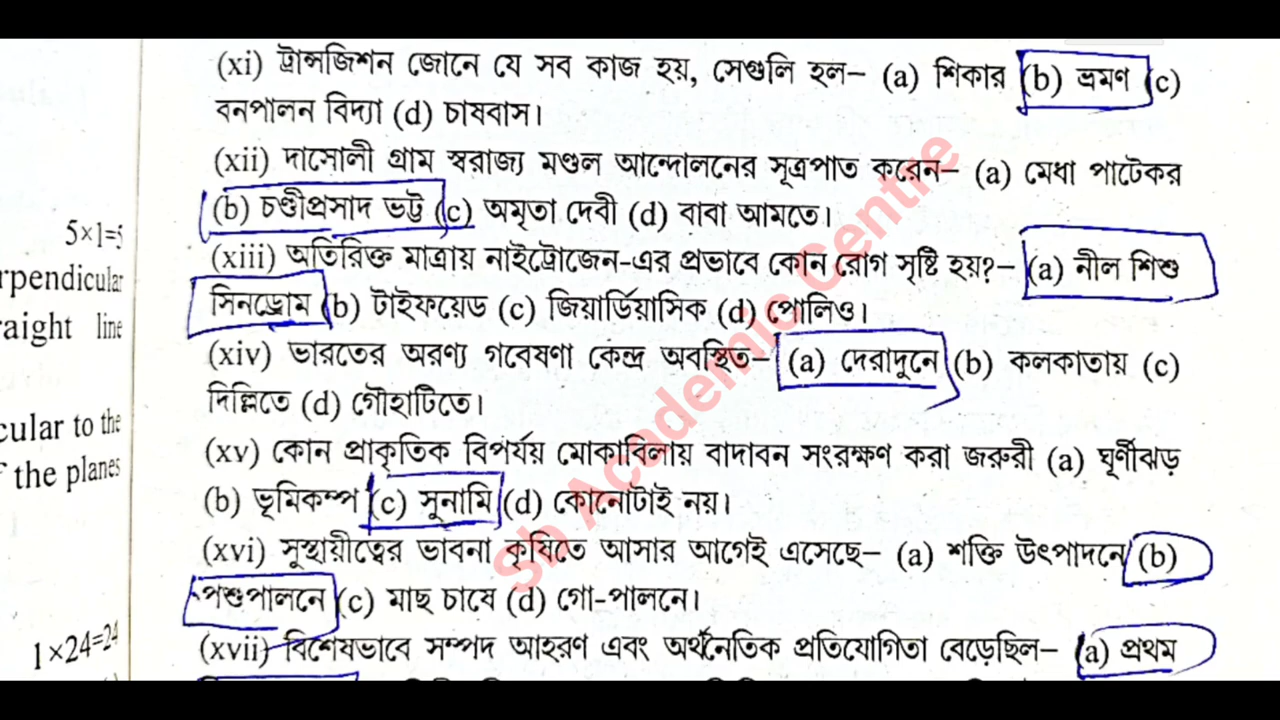 (xi) ট্রান্সজিশন জোনে যে সব কাজ হয়, সেগুলি হল– (a) শিকার (b) ভ্রমণ (c)
বনপালন বিদ্যা (d) চাষবাস।
(xii) দাসোলী গ্রাম স্বরাজ্য মণ্ডল আন্দোলনের সূত্রপাত করেন– (a) মেধা পাটেকর
(b) চণ্ডীপ্রসাদ ভট্ট (c) অমৃতা দেবী (d) বাবা আমতে।
5×1=5
(xiii) অতিরিক্ত মাত্রায় নাইট্রোজেন-এর প্রভাবে কোন রোগ সৃষ্টি হয়?– (a) নীল শিশু
rpendicular
সিনড্রোম (b) টাইফয়েড (c) জিয়ার্ডিয়াসিক (d) পোলিও।
raight line
(xiv) ভারতের অরণ্য গবেষণা কেন্দ্র অবস্থিত– (a) দেরাদুনে (b) কলকাতায় (c)
দিল্লিতে (d) গৌহাটিতে।
cular to the
(xv) কোন প্রাকৃতিক বিপর্যয় মোকাবিলায় বাদাবন সংরক্ষণ করা জরুরী (a) ঘূর্ণীঝড়
the planes
(b) ভূমিকম্প (c) সুনামি (d) কোনোটাই নয়।
(xvi) সুস্থায়ীত্বের ভাবনা কৃষিতে আসার আগেই এসেছে– (a) শক্তি উৎপাদনে (b)
পশুপালনে (c) মাছ চাষে (d) গো-পালনে।
1×24=24
(xvii) বিশেষভাবে সম্পদ আহরণ এবং অর্থনৈতিক প্রতিযোগিতা বেড়েছিল– (a) প্রথম
Sb Academic Centre